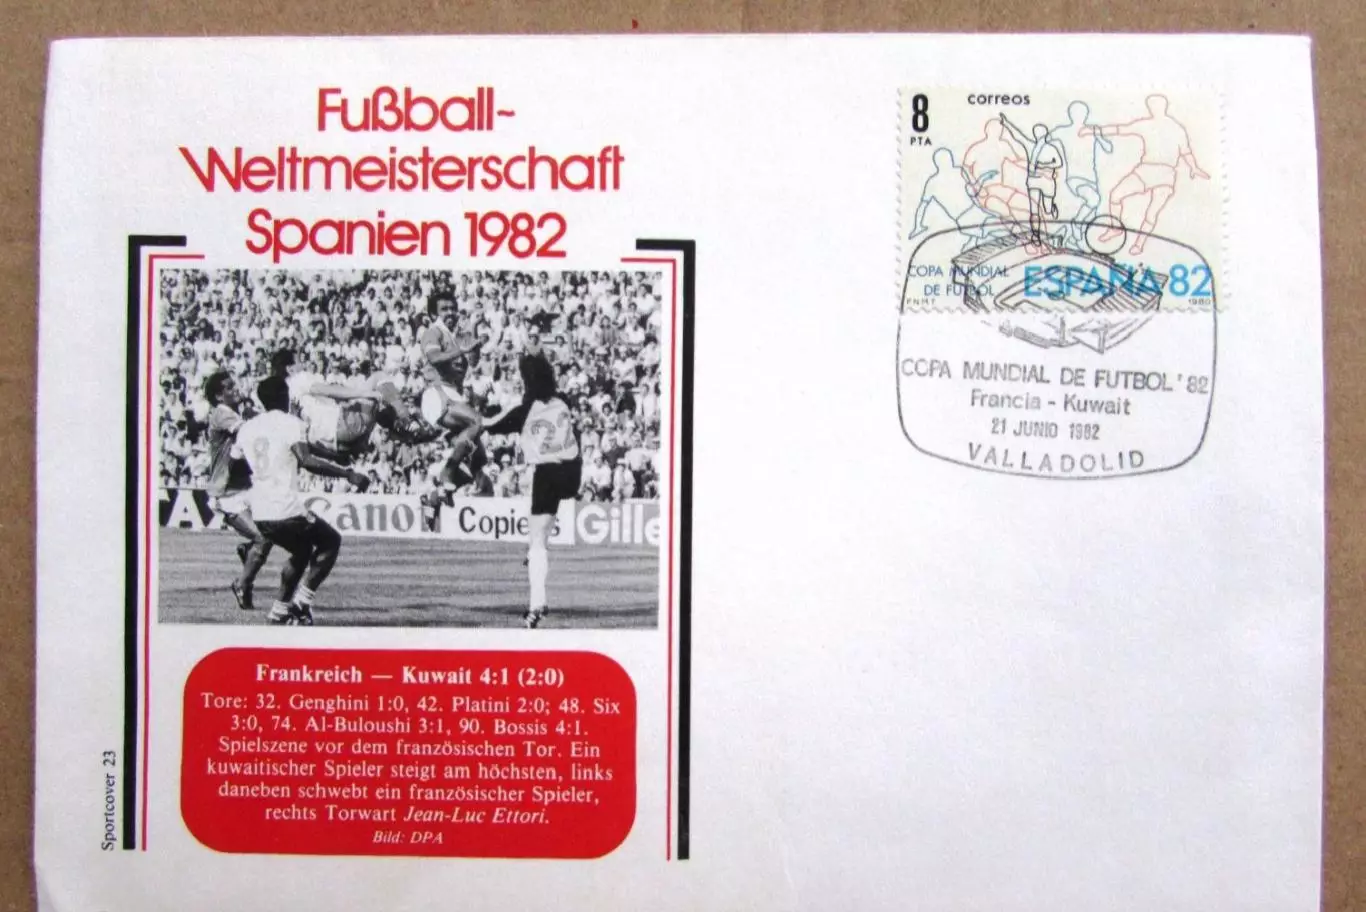 Fußball-
Weltmeisterschaft
Spanien 1982
8
22
Canon
Copiers
Gille
Frankreich — Kuwait 4:1 (2:0)
Tore: 32. Genghini 1:0, 42. Platini 2:0; 48. Six
3:0, 74. Al-Buloushi 3:1, 90. Bossis 4:1.
Spielszene vor dem französischen Tor. Ein
kuwaitischer Spieler steigt am höchsten, links
daneben schwebt ein französischer Spieler,
rechts Torwart Jean-Luc Ettori.
Bild: DPA
Sportcover 23
8 correos
PTA
COPA MUNDIAL
DE FUTBOL
ESPAÑA 82
F.N.M.T. 1980
COPA MUNDIAL DE FUTBOL '82
Francia - Kuwait
21 JUNIO 1982
VALLADOLID